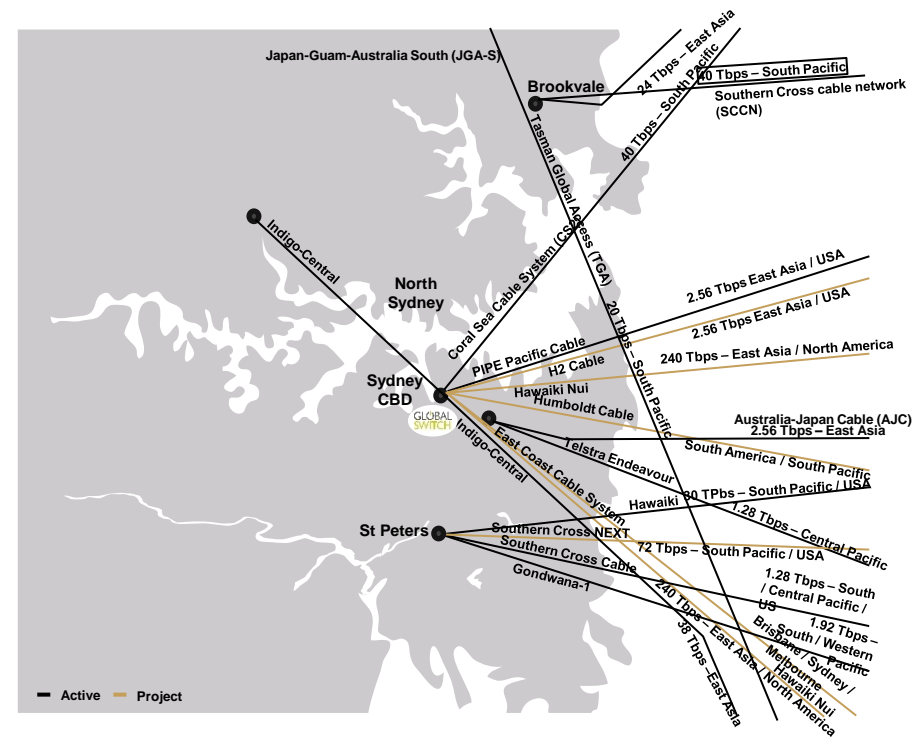 Japan-Guam-Australia South (JGA-S)
24 Tbps – East Asia
40 Tbps – South Pacific
Brookvale
Southern Cross cable network
(SCCN)
40 Tbps – South Pacific
Tasman Global Access (TGA)
20 Tbps – South Pacific
Indigo-Central
North
Sydney
Coral Sea Cable System (CS²)
2.56 Tbps East Asia / USA
2.56 Tbps East Asia / USA
PIPE Pacific Cable
H2 Cable
240 Tbps – East Asia / North America
Sydney
CBD
Hawaiki Nui
Humboldt Cable
GLOBAL
SWITCH
Australia-Japan Cable (AJC)
2.56 Tbps – East Asia
Indigo-Central
East Coast Cable System
Telstra Endeavour
South America / South Pacific
Hawaiki
30 TPbs – South Pacific / USA
1.28 Tbps – Central Pacific
St Peters
Southern Cross NEXT
72 Tbps – South Pacific / USA
Southern Cross Cable
Gondwana-1
1.28 Tbps – South
/ Central Pacific /
US
1.92 Tbps –
South / Western
Pacific
Brisbane / Sydney /
Melbourne
Hawaiki Nui
240 Tbps – East Asia / North America
38 Tbps –East Asia
Active
Project